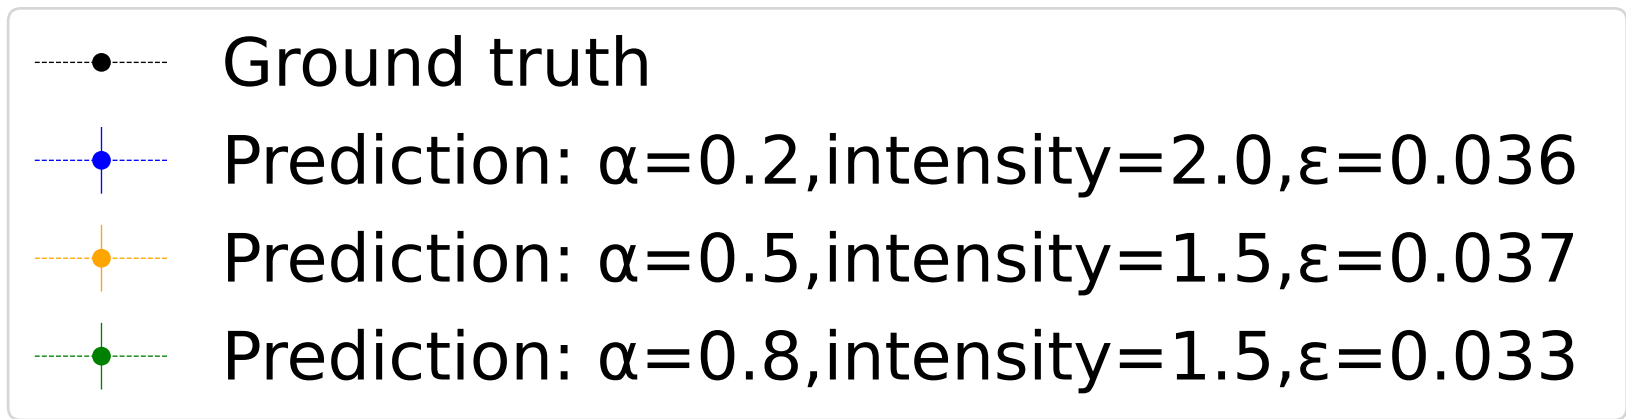 Ground truth
Prediction: α=0.2,intensity=2.0,ε=0.036
Prediction: α=0.5,intensity=1.5,ε=0.037
Prediction: α=0.8,intensity=1.5,ε=0.033